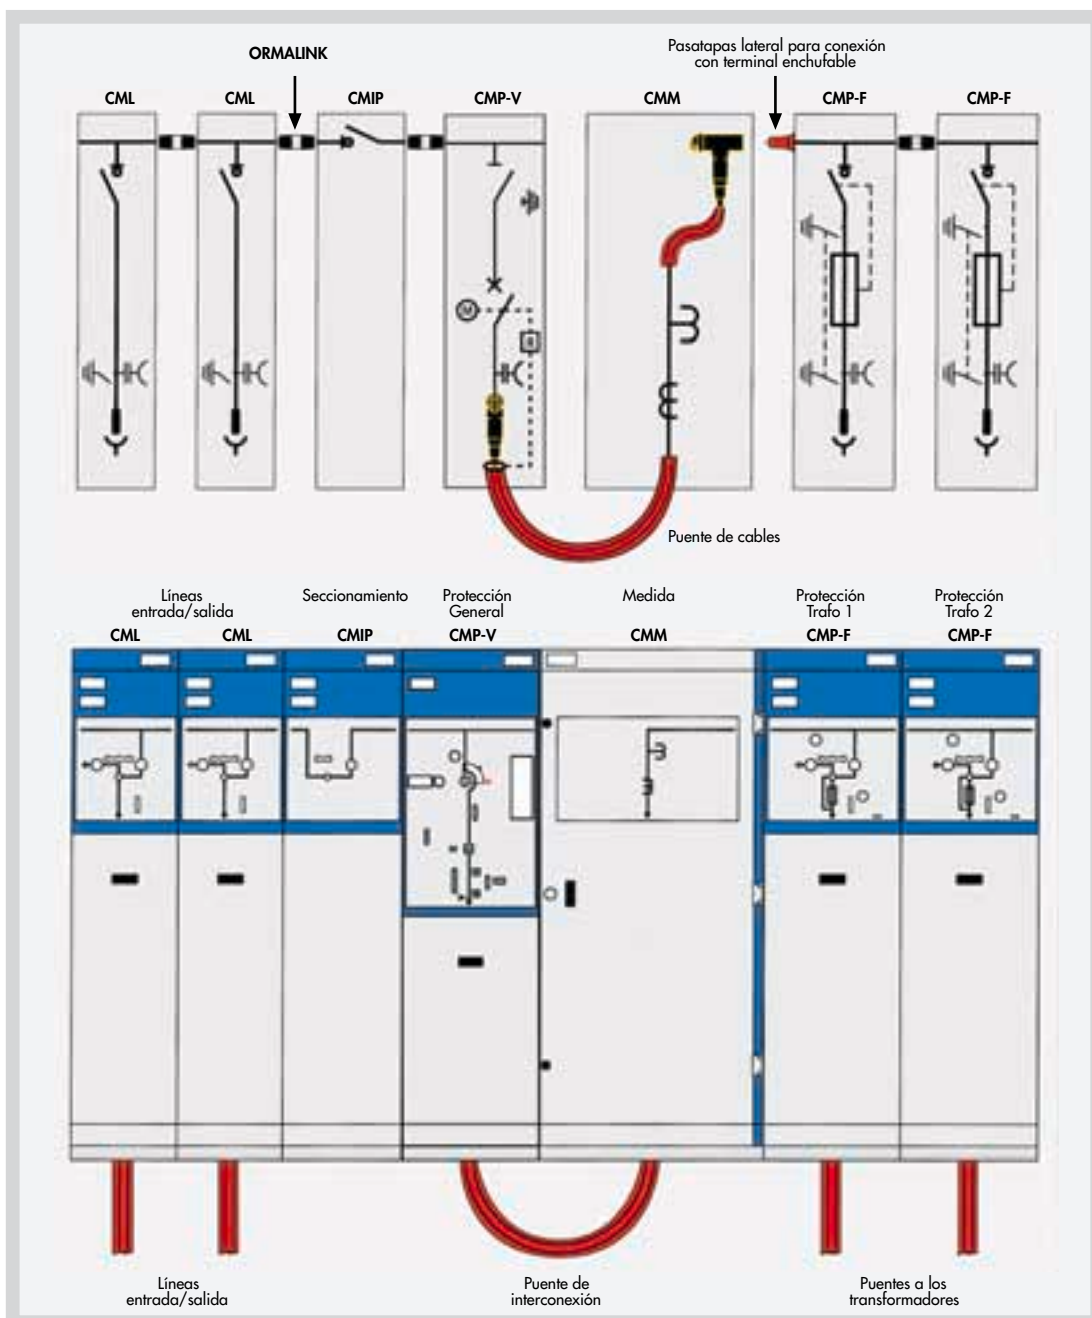 ORMALINK
Pasatapas lateral para conexión
con terminal enchufable
CML
CML
CMIP
CMP-V
CMM
CMP-F
CMP-F
M
Puente de cables
Líneas
entrada/salida
Seccionamiento
Protección
General
Medida
Protección
Trafo 1
Protección
Trafo 2
CML
CML
CMIP
CMP-V
CMM
CMP-F
CMP-F
Líneas
entrada/salida
Puente de
interconexión
Puentes a los
transformadores